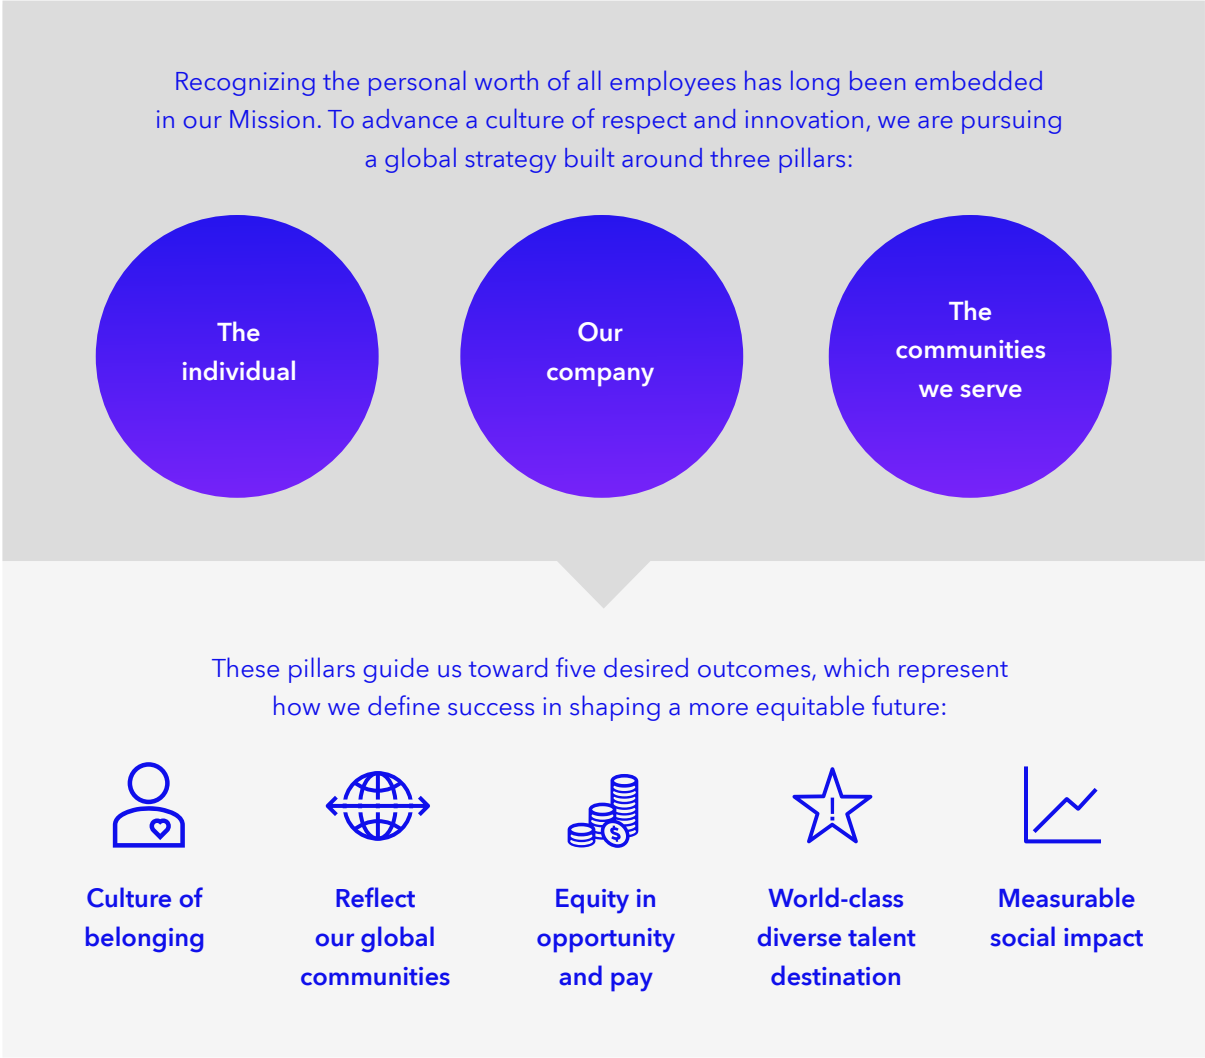 Recognizing the personal worth of all employees has long been embedded
in our Mission. To advance a culture of respect and innovation, we are pursuing
a global strategy built around three pillars:
The
individual
Our
company
The
communities
we serve
These pillars guide us toward five desired outcomes, which represent
how we define success in shaping a more equitable future:
$
!
Culture of
belonging
Reflect
our global
communities
Equity in
opportunity
and pay
World-class
diverse talent
destination
Measurable
social impact